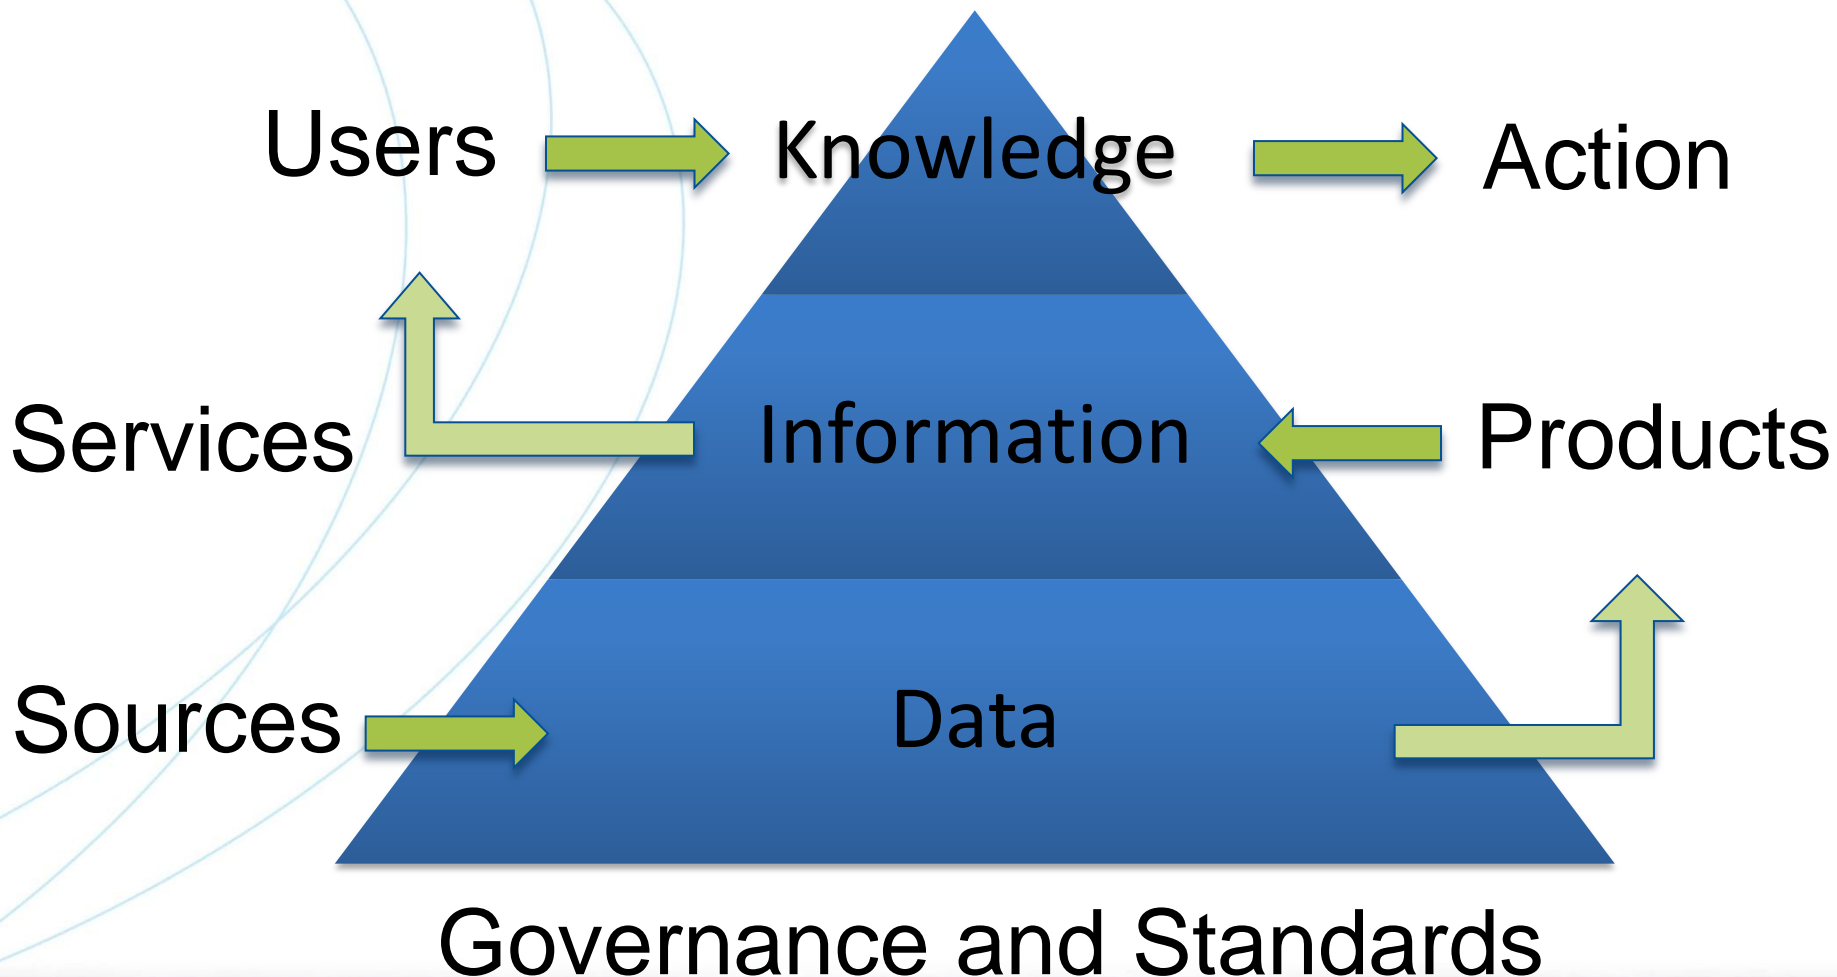 Users
Knowledge
Action
Services
Information
Products
Sources
Data
Governance and Standards